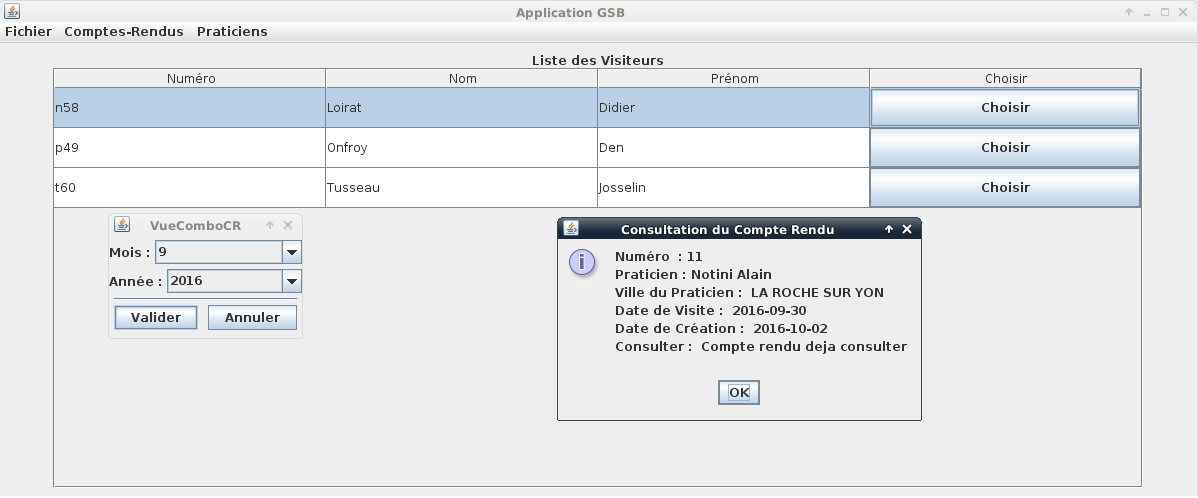 Application GSB
Fichier Comptes-Rendus Praticiens
Liste des Visiteurs
Numéro Nom Prénom Choisir
n58 Loirat Didier Choisir
p49 Onfroy Den Choisir
t60 Tusseau Josselin Choisir
VueComboCR
Mois : 9
Année : 2016
Valider Annuler
Consultation du Compte Rendu
Numéro : 11
Praticien : Notini Alain
Ville du Praticien : LA ROCHE SUR YON
Date de Visite : 2016-09-30
Date de Création : 2016-10-02
Consulter : Compte rendu deja consulter
OK